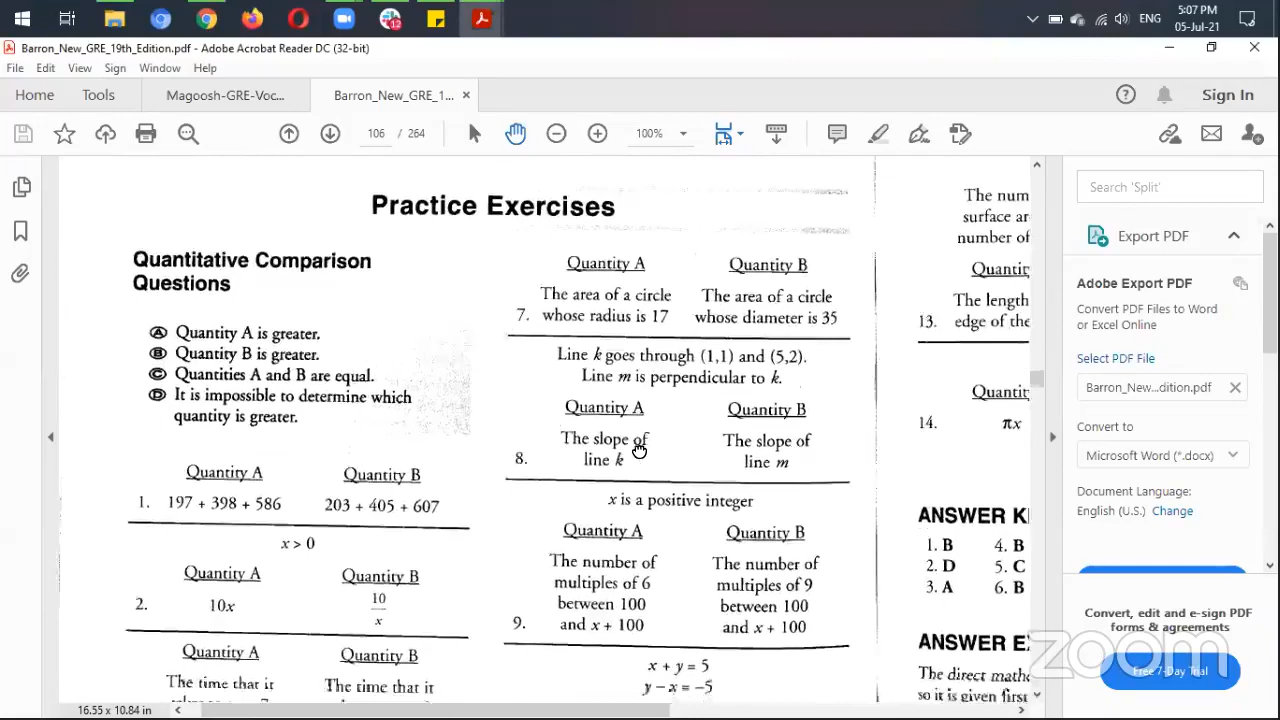 5:07 PM
ENG
05-Jul-21
Barron_New_GRE_19th_Edition.pdf - Adobe Acrobat Reader DC (32-bit)
File Edit View Sign Window Help
Home Tools Magoosh-GRE-Voc... Barron_New_GRE_1... × Sign In
106 / 264 100%
Practice Exercises
Quantitative Comparison
Questions
Ⓐ Quantity A is greater.
Ⓑ Quantity B is greater.
Ⓒ Quantities A and B are equal.
Ⓓ It is impossible to determine which
quantity is greater.
Quantity A Quantity B
1. 197 + 398 + 586 203 + 405 + 607
x > 0
Quantity A Quantity B
2. 10x 10/x
Quantity A Quantity B
The time that it The time that it
Quantity A Quantity B
The area of a circle The area of a circle
7. whose radius is 17 whose diameter is 35
Line k goes through (1,1) and (5,2).
Line m is perpendicular to k.
Quantity A Quantity B
The slope of The slope of
8. line k line m
x is a positive integer
Quantity A Quantity B
The number of The number of
multiples of 6 multiples of 9
between 100 between 100
9. and x + 100 and x + 100
x + y = 5
y – x = –5
The num
surface ar
number of
Quantit
The length
13. edge of the
Quantit
14. πx
ANSWER K
1. B 4. B
2. D 5. C
3. A 6. B
ANSWER E
The direct math
so it is given first
Search 'Split'
Export PDF
Adobe Export PDF
Convert PDF Files to Word
or Excel Online
Select PDF File
Barron_New...dition.pdf
Convert to
Microsoft Word (*.docx)
Document Language:
English (U.S.) Change
Convert, edit and e-sign PDF
forms & agreements
Free 7-Day Trial
zoom
16.55 x 10.84 in